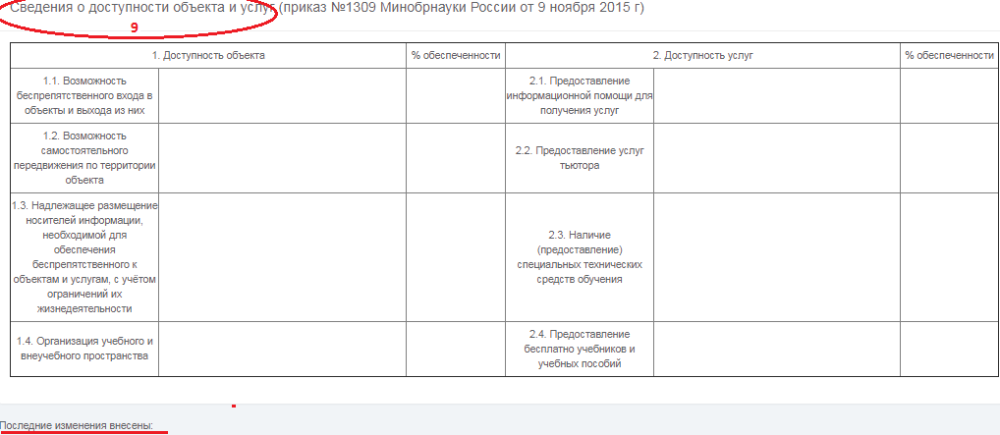 Сведения о доступности объекта и услуг (приказ №1309 Минобрнауки России от 9 ноября 2015 г)
9
1. Доступность объекта
% обеспеченности
2. Доступность услуг
% обеспеченности
1.1. Возможность
беспрепятственного входа в
объекты и выхода из них
2.1. Предоставление
информационной помощи для
получения услуг
1.2. Возможность
самостоятельного
передвижения по территории
объекта
2.2. Предоставление услуг
тьютора
1.3. Надлежащее размещение
носителей информации,
необходимой для
обеспечения
беспрепятственного к
объектам и услугам, с учётом
ограничений их
жизнедеятельности
2.3. Наличие
(предоставление)
специальных технических
средств обучения
1.4. Организация учебного и
внеучебного пространства
2.4. Предоставление
бесплатно учебников и
учебных пособий
Последние изменения внесены: